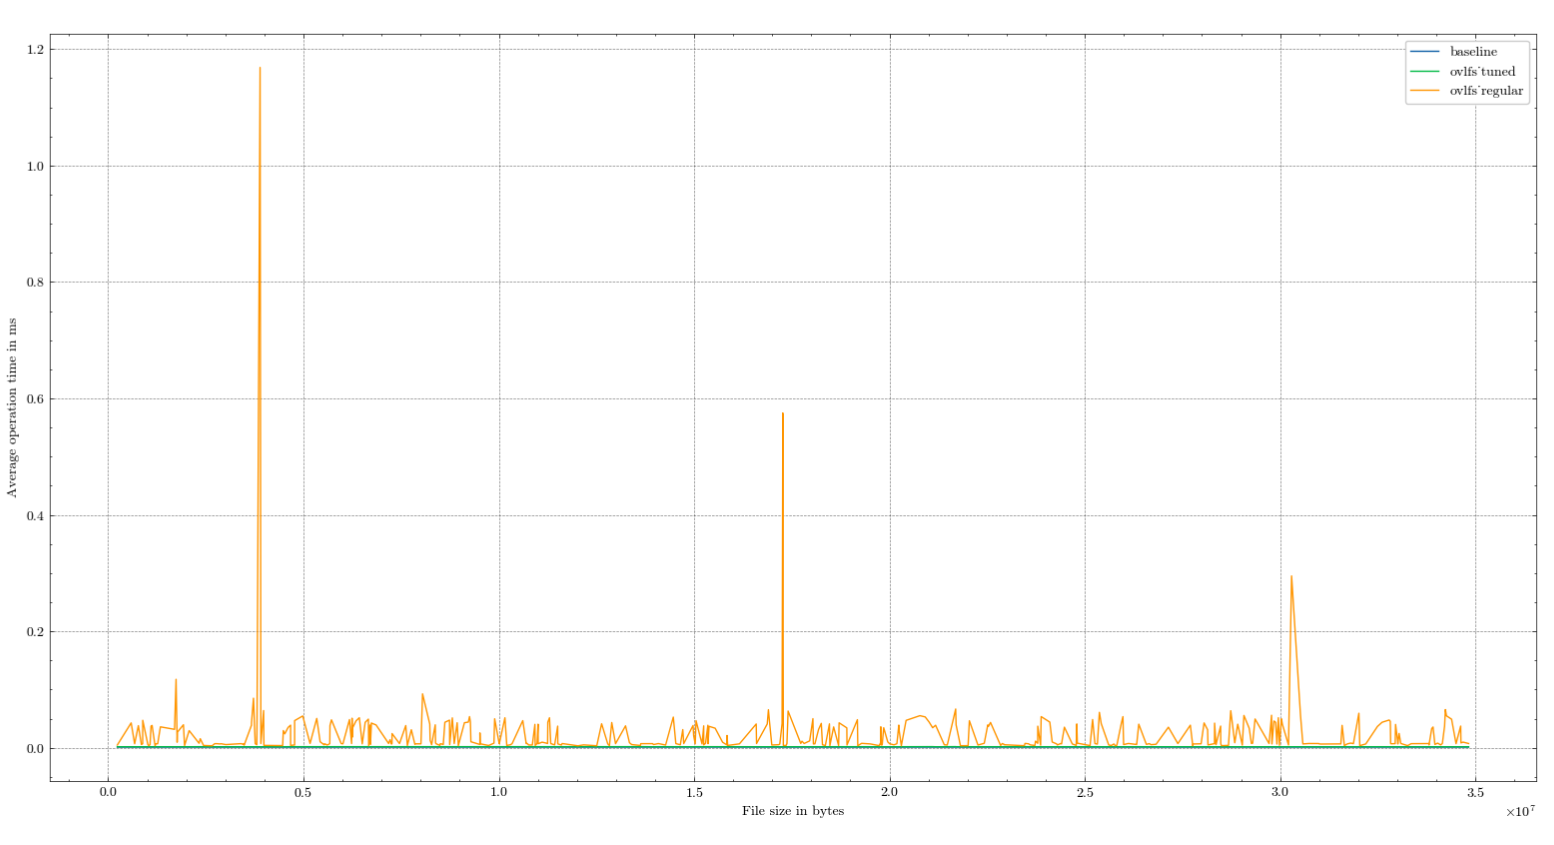 1.2
1.0
0.8
0.6
0.4
0.2
0.0
Average operation time in ms
baseline
ovlfs˙tuned
ovlfs˙regular
0.0 0.5 1.0 1.5 2.0 2.5 3.0 3.5
File size in bytes
×10⁷